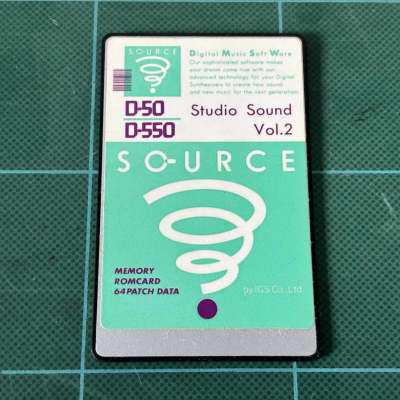 SOURCE
Digital Music Soft Ware
Our sophisticated software makes
your dream come true with our
advanced technology for your Digital
Synthesizers to create new sound
and new music for the next generation.
D-50
D-550
Studio Sound
Vol.2
SOURCE
MEMORY
ROMCARD
64PATCH DATA
by IGS Co.,Ltd